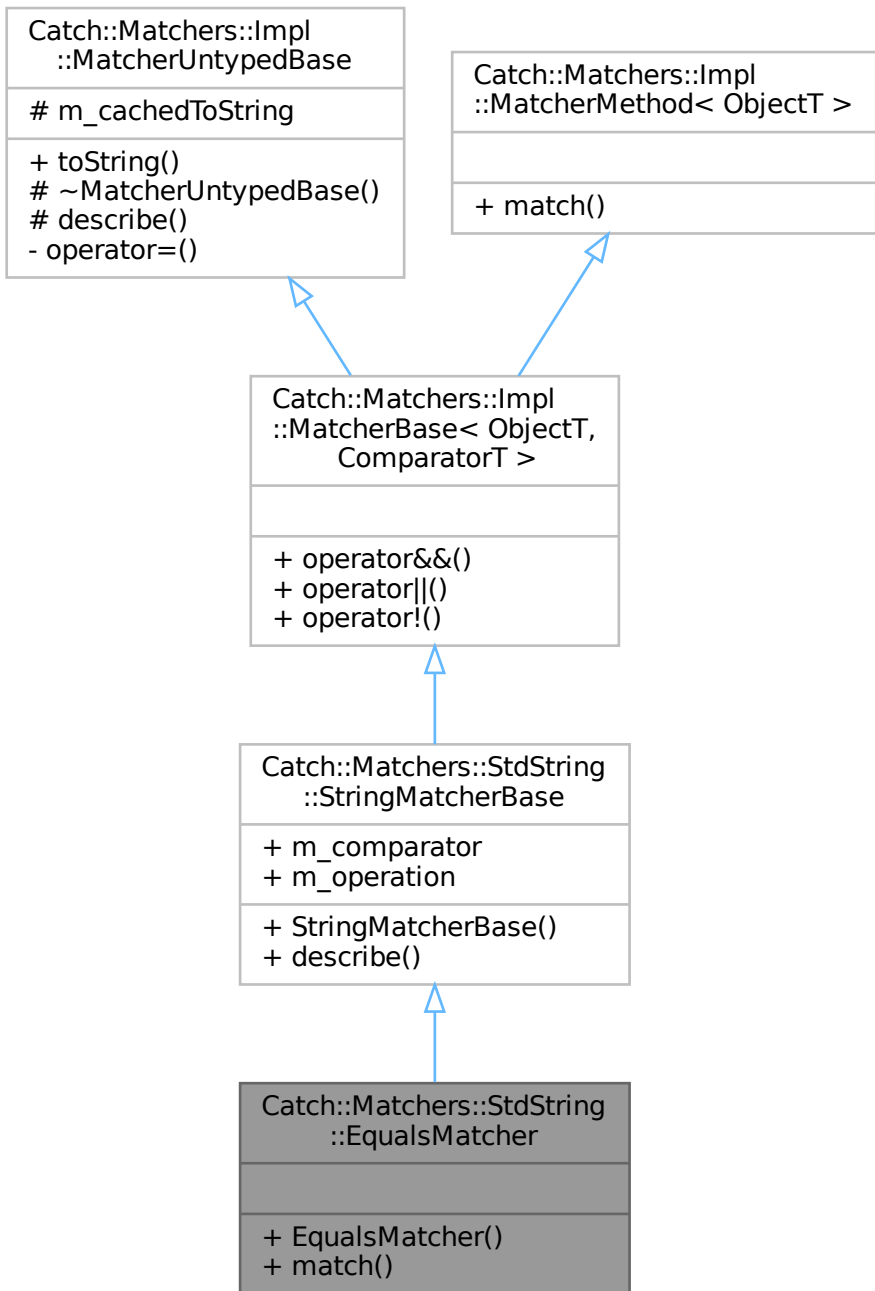 Catch::Matchers::Impl
::MatcherUntypedBase
# m_cachedToString
+ toString()
# ~MatcherUntypedBase()
# describe()
- operator=()
Catch::Matchers::Impl
::MatcherMethod< ObjectT >
+ match()
Catch::Matchers::Impl
::MatcherBase< ObjectT,
ComparatorT >
+ operator&&()
+ operator||()
+ operator!()
Catch::Matchers::StdString
::StringMatcherBase
+ m_comparator
+ m_operation
+ StringMatcherBase()
+ describe()
Catch::Matchers::StdString
::EqualsMatcher
+ EqualsMatcher()
+ match()